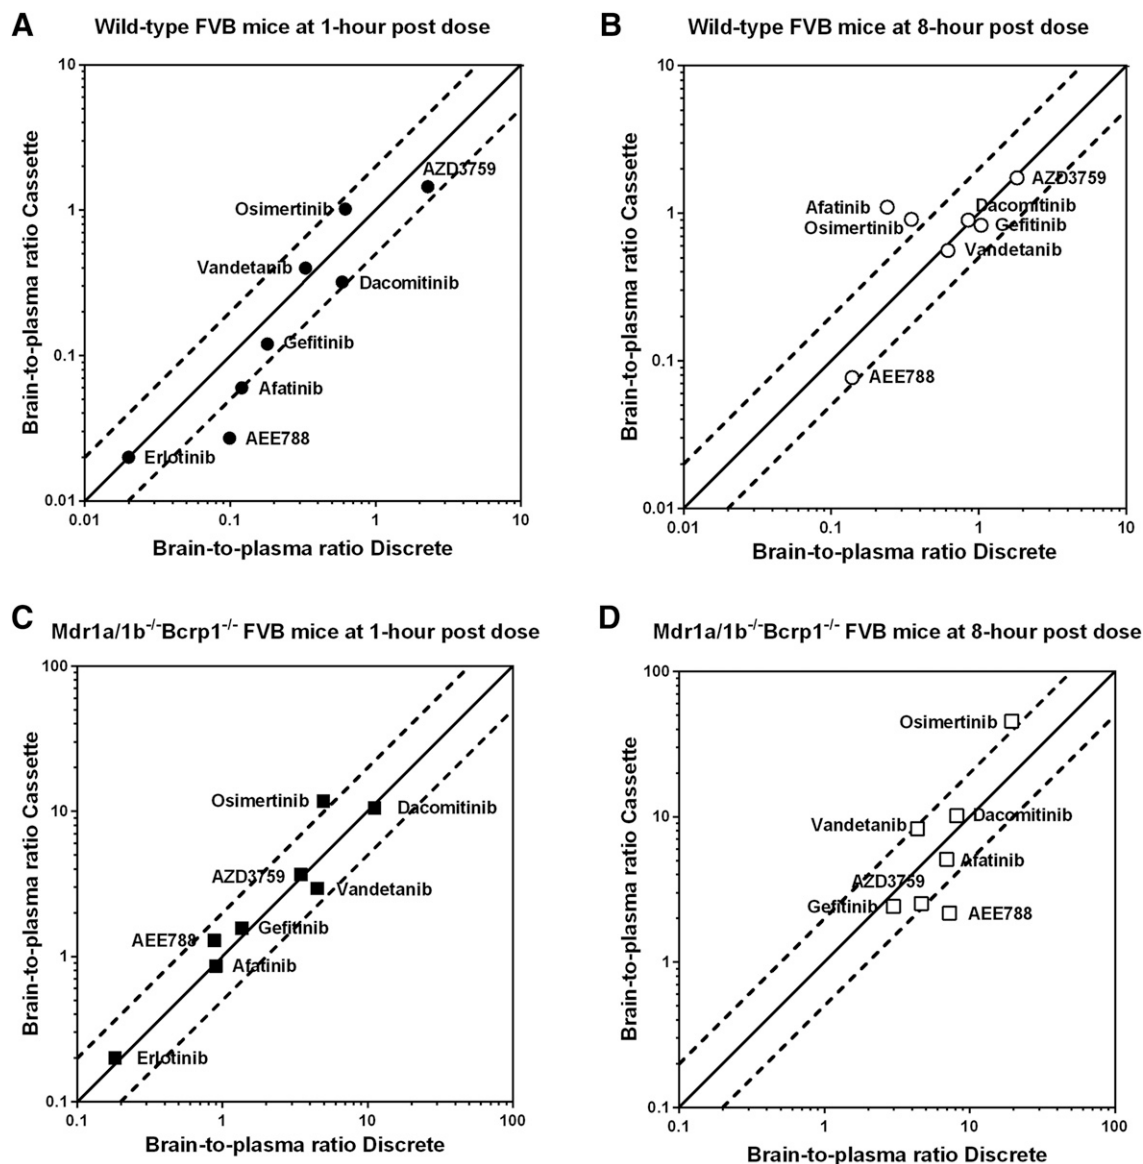 A
Wild-type FVB mice at 1-hour post dose
10
1
0.1
0.01
Brain-to-plasma ratio Cassette
AZD3759
Osimertinib
Vandetanib
Dacomitinib
Gefitinib
Afatinib
AEE788
Erlotinib
0.01
0.1
1
10
Brain-to-plasma ratio Discrete
B
Wild-type FVB mice at 8-hour post dose
10
1
0.1
0.01
Brain-to-plasma ratio Cassette
AZD3759
Afatinib
Dacomitinib
Osimertinib
Gefitinib
Vandetanib
AEE788
0.01
0.1
1
10
Brain-to-plasma ratio Discrete
C
Mdr1a/1b-/-Bcrp1-/- FVB mice at 1-hour post dose
100
10
1
0.1
Brain-to-plasma ratio Cassette
Osimertinib
Dacomitinib
AZD3759
Vandetanib
Gefitinib
AEE788
Afatinib
Erlotinib
0.1
1
10
100
Brain-to-plasma ratio Discrete
D
Mdr1a/1b-/-Bcrp1-/- FVB mice at 8-hour post dose
100
10
1
0.1
Brain-to-plasma ratio Cassette
Osimertinib
Vandetanib
Dacomitinib
Afatinib
AZD3759
Gefitinib
AEE788
0.1
1
10
100
Brain-to-plasma ratio Discrete